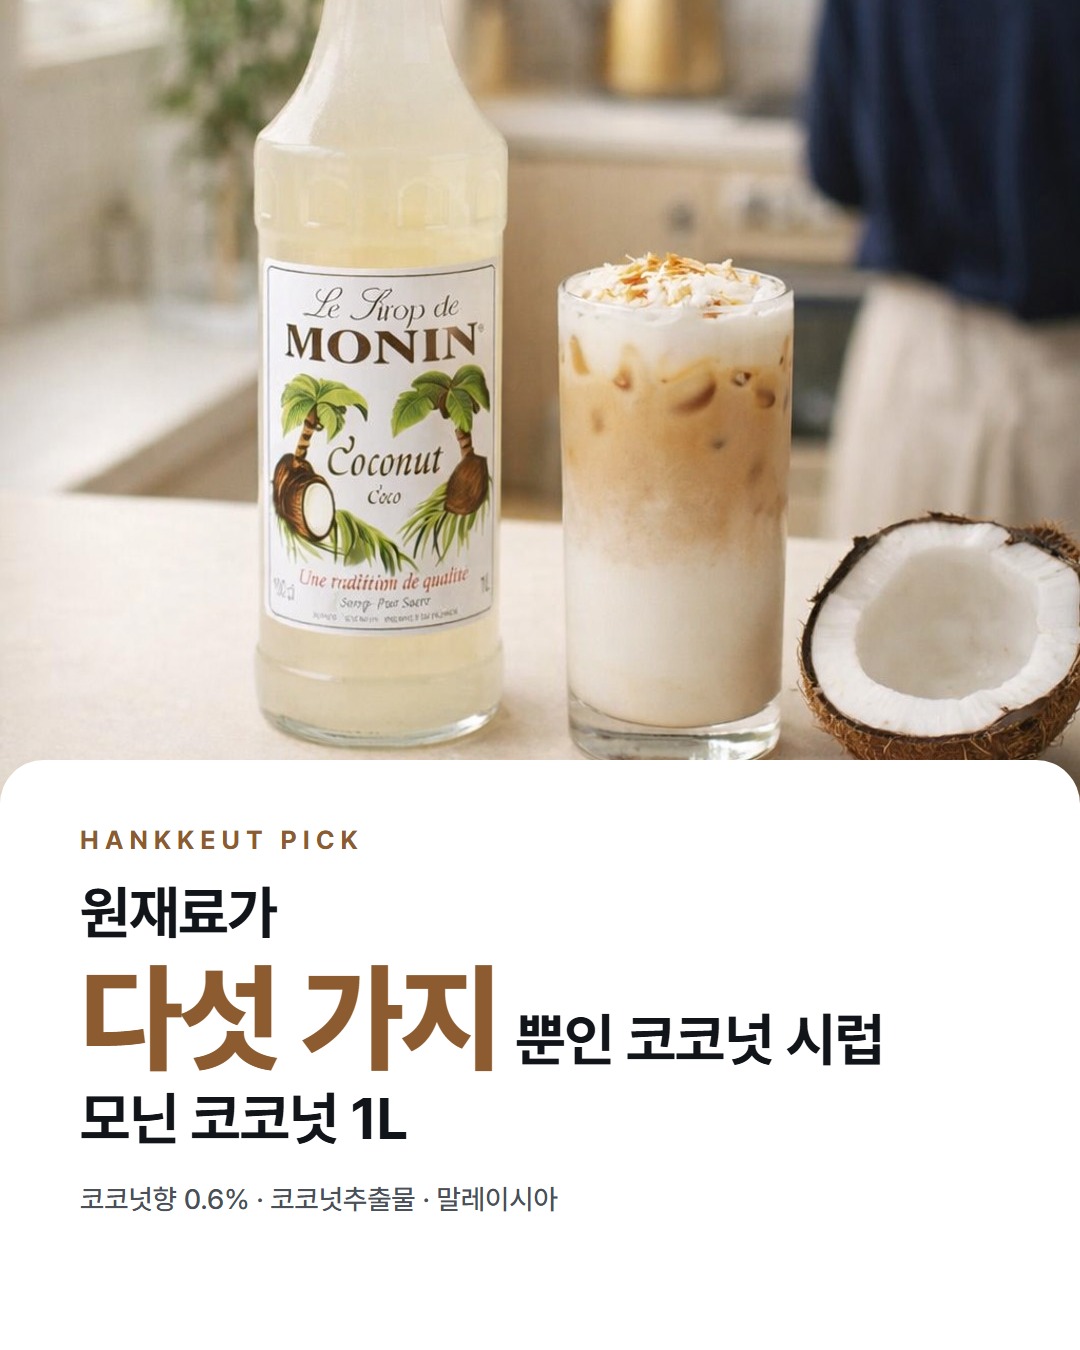 Le Sirop de
MONIN
Coconut
Coco
Une tradition de qualité
1L
HANKKEUT PICK
원재료가
다섯 가지 뿐인 코코넛 시럽
모닌 코코넛 1L
코코넛향 0.6% · 코코넛추출물 · 말레이시아